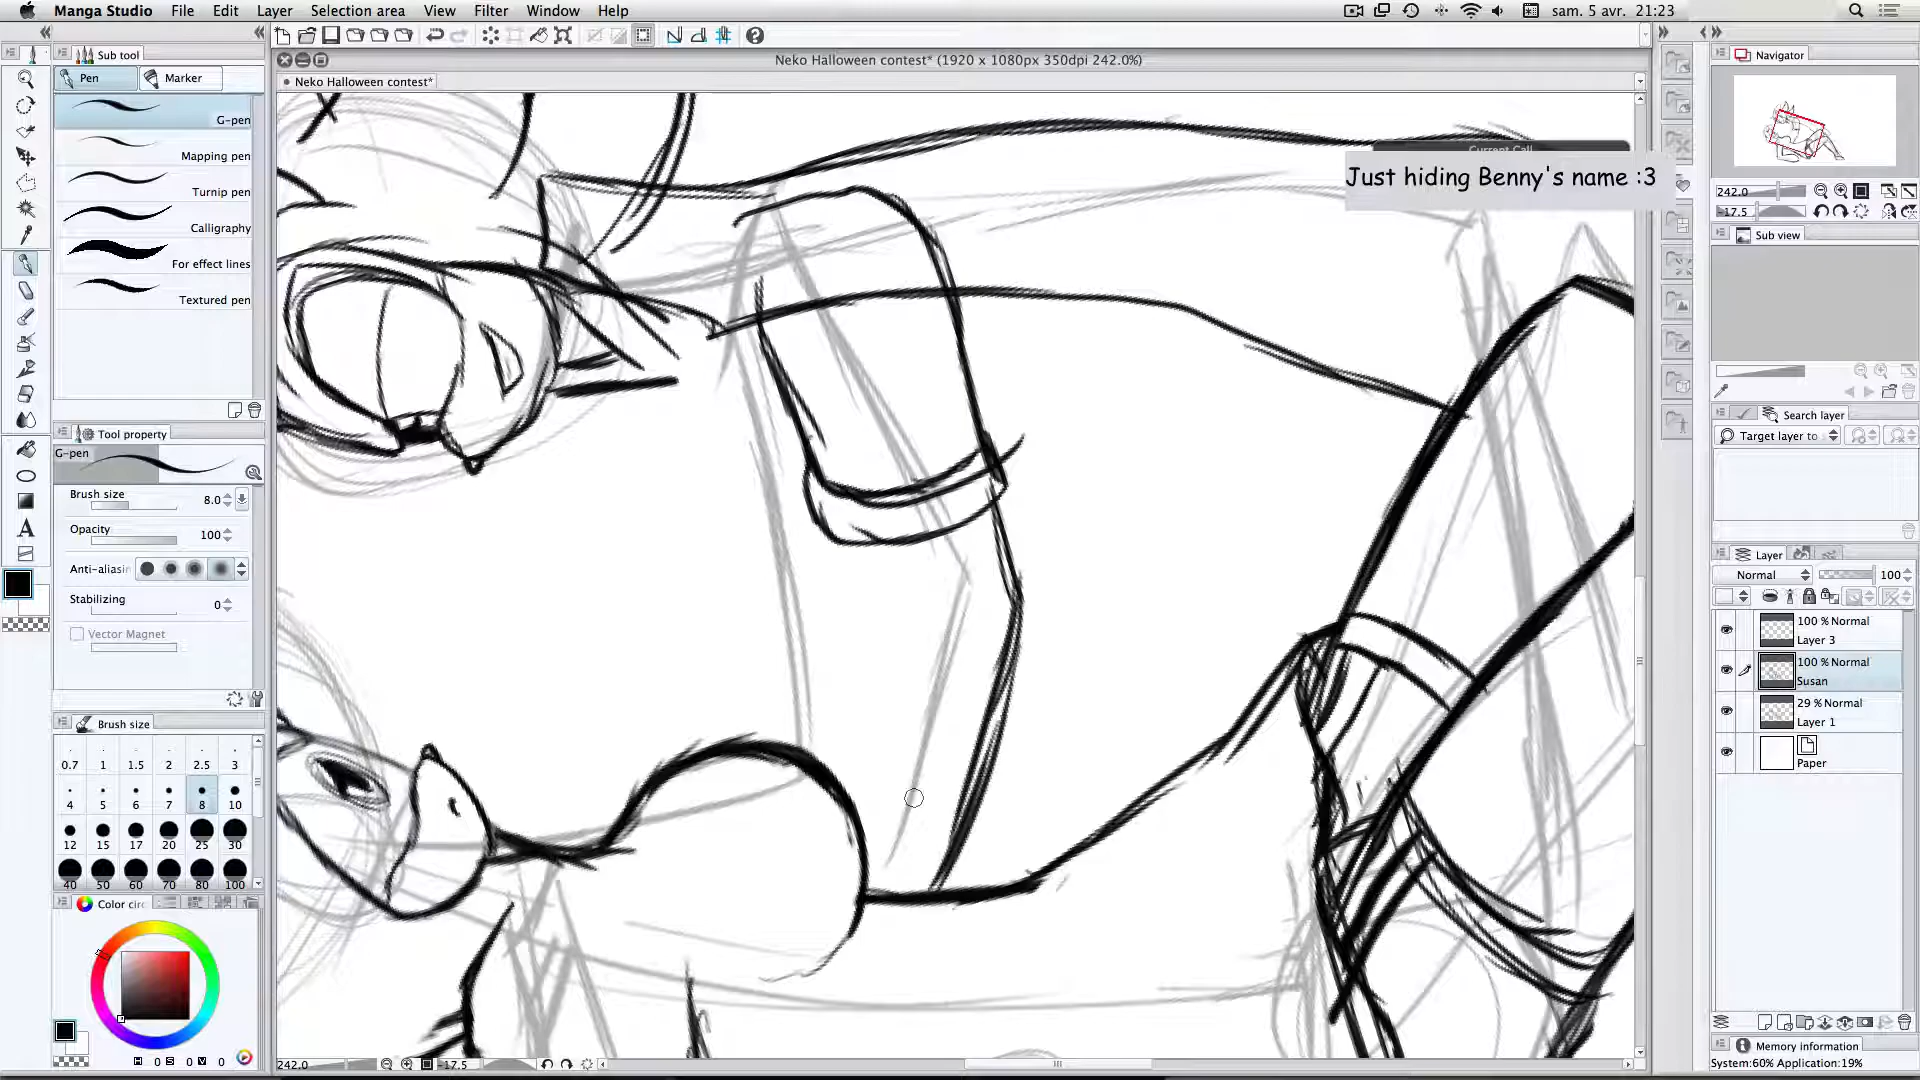 Manga Studio File Edit Layer Selection area View Filter Window Help sam. 5 avr. 21:23
Sub tool
Neko Halloween contest* (1920 x 1080px 350dpi 242.0%)
Navigator
Pen Marker
Neko Halloween contest*
G-pen
Mapping pen
Turnip pen
Calligraphy
For effect lines
Textured pen
Current Call
Just hiding Benny's name :3
242.0
-17.5
Sub view
Search layer
Target layer to
Tool property
G-pen
Brush size 8.0
Opacity 100
Anti-aliasin
Stabilizing 0
Vector Magnet
Layer
Normal 100
100 % Normal
Layer 3
100 % Normal
Susan
29 % Normal
Layer 1
Paper
Brush size
0.7 1 1.5 2 2.5 3
4 5 6 7 8 10
12 15 17 20 25 30
40 50 60 70 80 100
Color circ
H 0 S 0 V 0
242.0 -17.5
Memory information
System:60% Application:19%